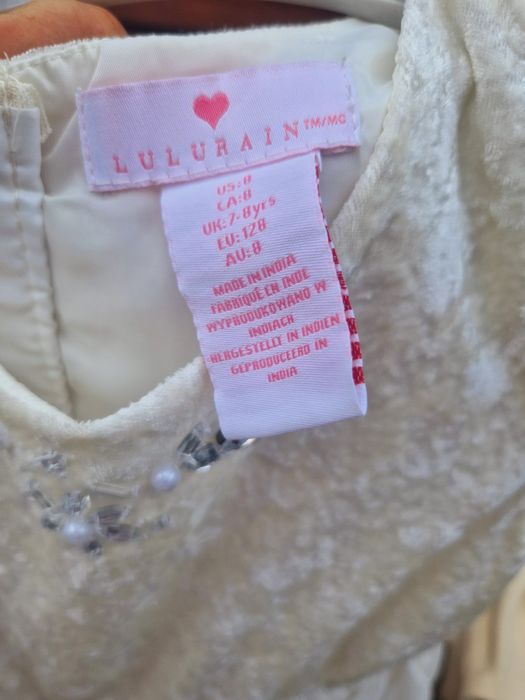 LULURAIN TM/MC
US: 8
CA: 8
UK: 7-8yrs
EU: 128
AU: 8
MADE IN INDIA
FABRIQUÉ EN INDE
WYPRODUKOWANO W
INDIACH
HERGESTELLT IN INDIEN
GEPRODUCEERD IN
INDIA